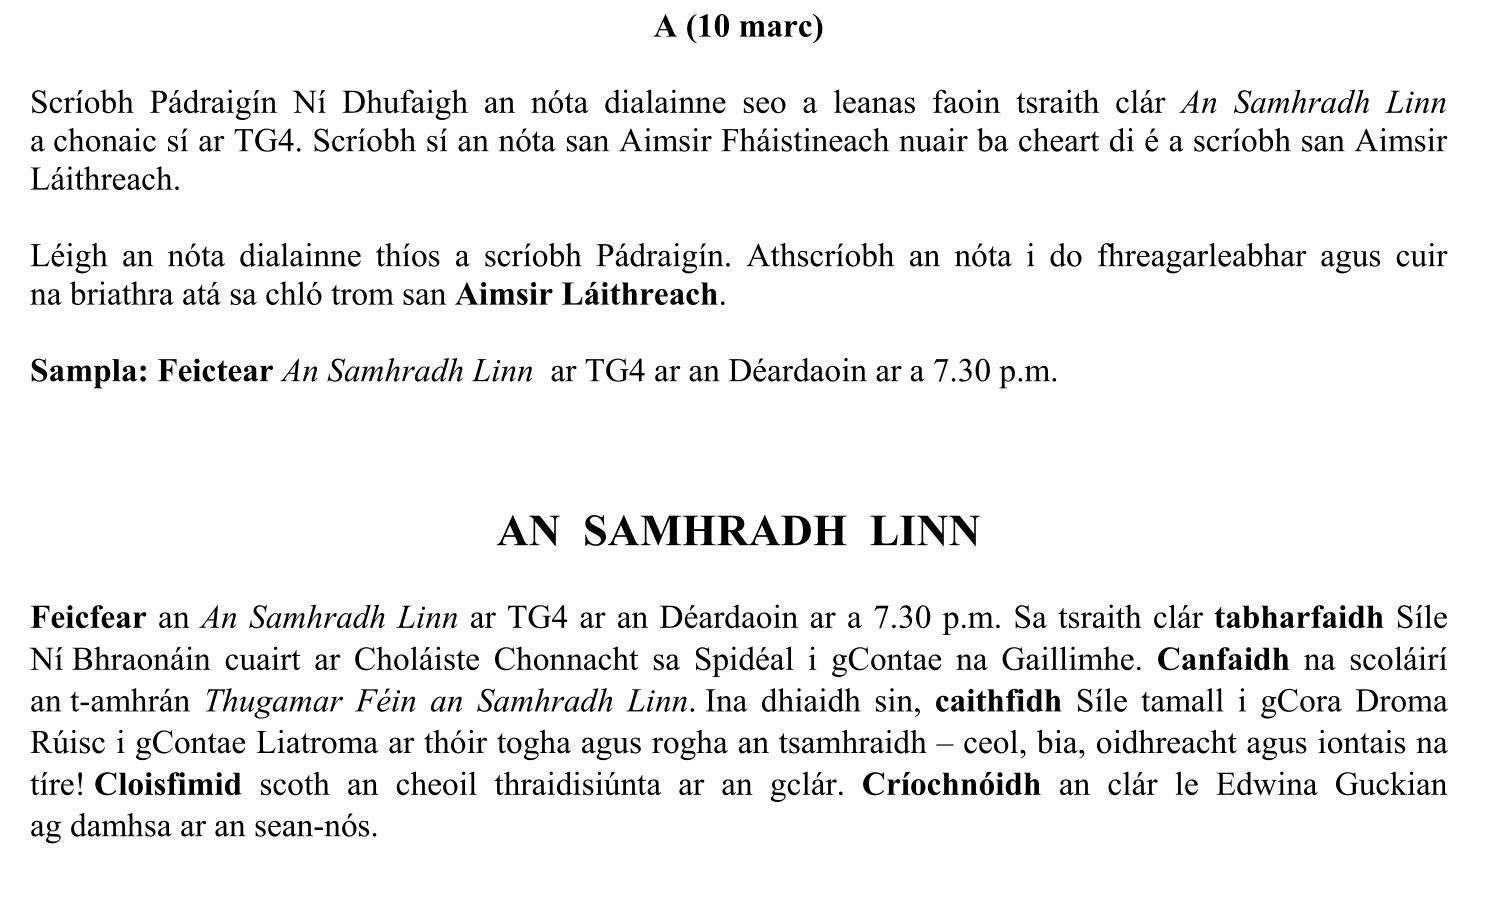 A (10 marc)
Scríobh Pádraigín Ní Dhufaigh an nóta dialainne seo a leanas faoin tsraith clár An Samhradh Linn
a chonaic sí ar TG4. Scríobh sí an nóta san Aimsir Fháistineach nuair ba cheart di é a scríobh san Aimsir
Láithreach.
Léigh an nóta dialainne thíos a scríobh Pádraigín. Athscríobh an nóta i do fhreagarleabhar agus cuir
na briathra atá sa chló trom san Aimsir Láithreach.
Sampla: Feictear An Samhradh Linn ar TG4 ar an Déardaoin ar a 7.30 p.m.
AN SAMHRADH LINN
Feicfear an An Samhradh Linn ar TG4 ar an Déardaoin ar a 7.30 p.m. Sa tsraith clár tabharfaidh Síle
Ní Bhraonáin cuairt ar Choláiste Chonnacht sa Spidéal i gContae na Gaillimhe. Canfaidh na scoláirí
an t-amhrán Thugamar Féin an Samhradh Linn. Ina dhiaidh sin, caithfidh Síle tamall i gCora Droma
Rúisc i gContae Liatroma ar thóir togha agus rogha an tsamhraidh – ceol, bia, oidhreacht agus iontais na
tíre! Cloisfimid scoth an cheoil thraidisiúnta ar an gclár. Críochnóidh an clár le Edwina Guckian
ag damhsa ar an sean-nós.